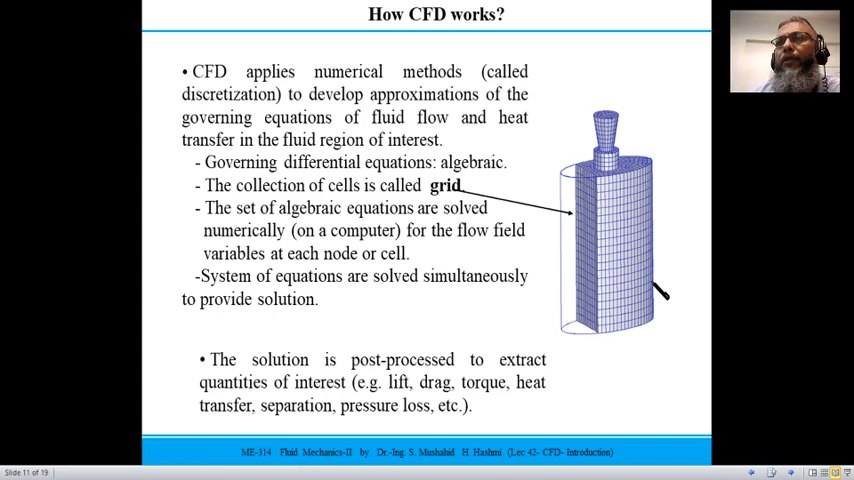 How CFD works?
• CFD applies numerical methods (called
discretization) to develop approximations of the
governing equations of fluid flow and heat
transfer in the fluid region of interest.
- Governing differential equations: algebraic.
- The collection of cells is called grid.
- The set of algebraic equations are solved
numerically (on a computer) for the flow field
variables at each node or cell.
-System of equations are solved simultaneously
to provide solution.
• The solution is post-processed to extract
quantities of interest (e.g. lift, drag, torque, heat
transfer, separation, pressure loss, etc.).
ME-314 Fluid Mechanics-II by Dr.-Ing. S. Mushahid H Hashmi (Lec 42- CFD- Introduction)
Slide 11 of 19